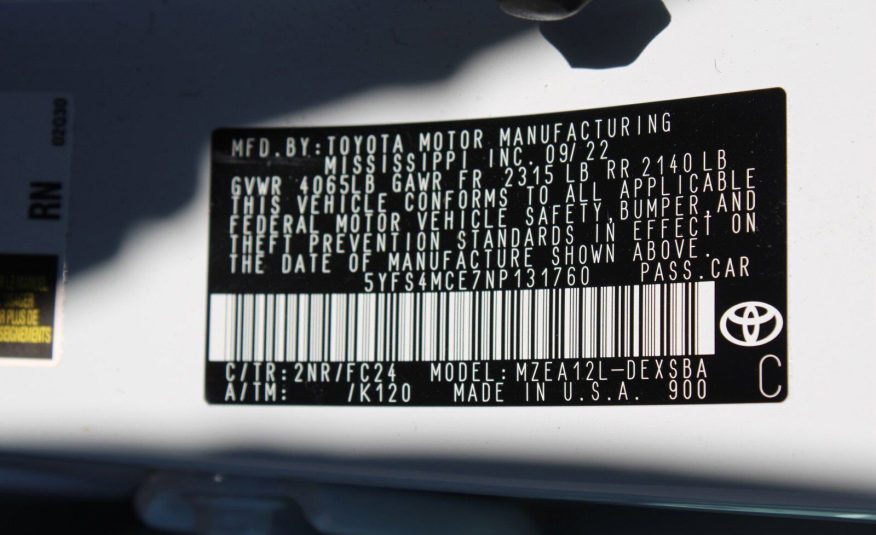 MFD.BY:TOYOTA MOTOR MANUFACTURING
MISSISSIPPI INC. 09/22
GVWR 4065LB GAWR FR 2315 LB RR 2140 LB
THIS VEHICLE CONFORMS TO ALL APPLICABLE
FEDERAL MOTOR VEHICLE SAFETY, BUMPER, AND
THEFT PREVENTION STANDARDS IN EFFECT ON
THE DATE OF MANUFACTURE SHOWN ABOVE.
5YFS4MCE7NP131760 PASS.CAR
C/TR:2NR/FC24 MODEL:MZEA12L-DEXSBA
A/TM: /K120 MADE IN U.S.A. 900
C
RN
02030
PLUS DE